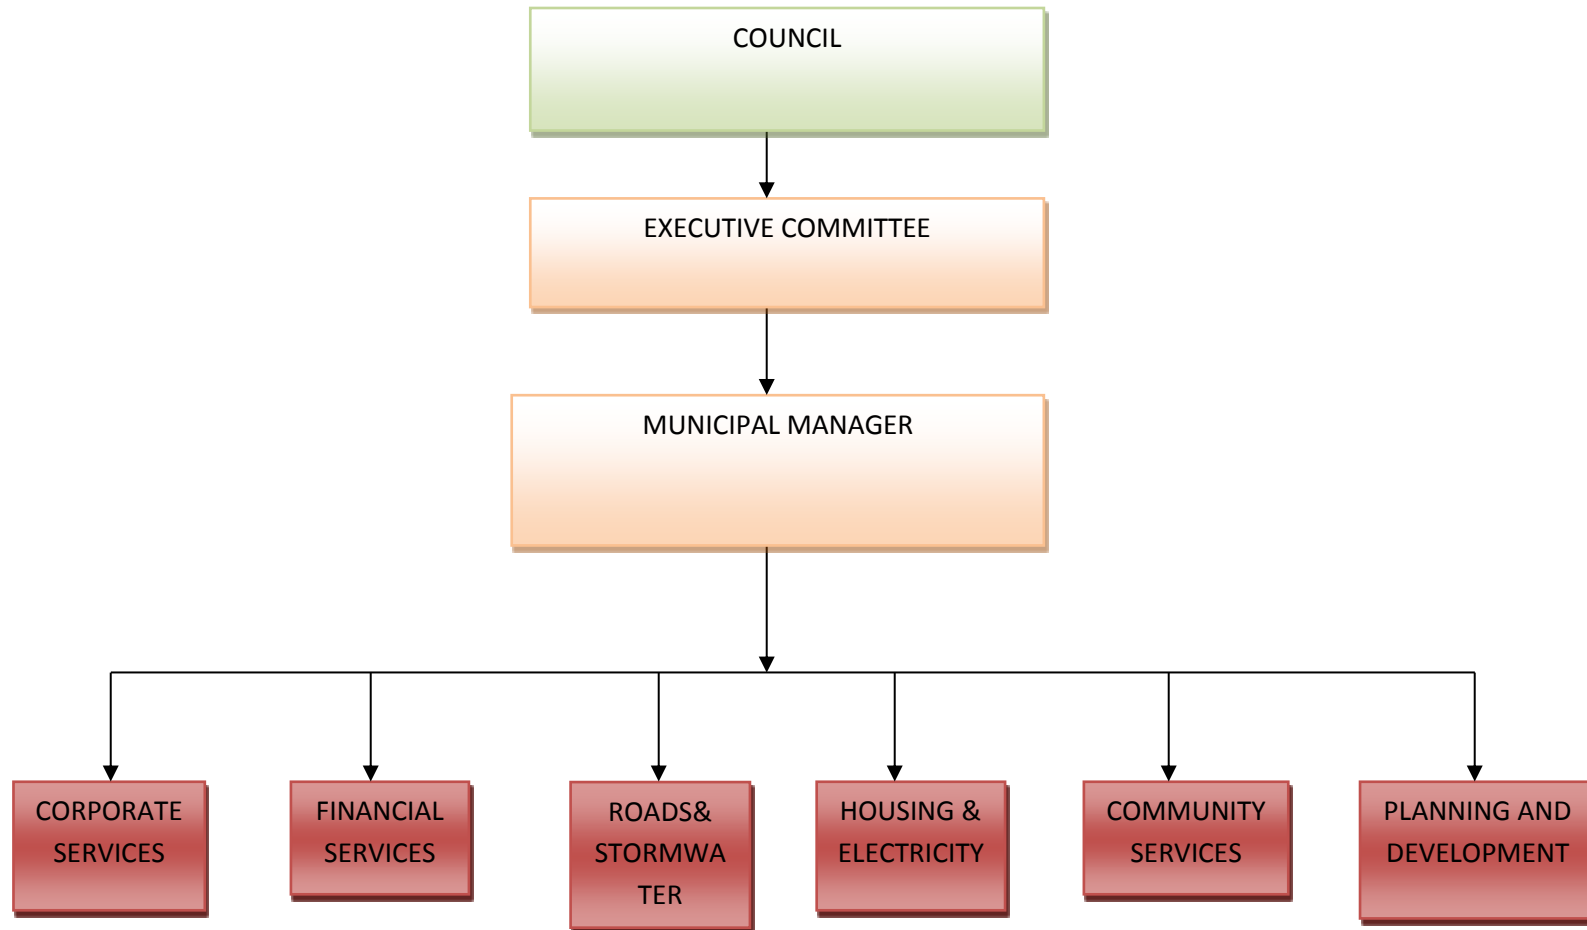 COUNCIL
EXECUTIVE COMMITTEE
MUNICIPAL MANAGER
CORPORATE
SERVICES
FINANCIAL
SERVICES
ROADS&
STORMWA
TER
HOUSING &
ELECTRICITY
COMMUNITY
SERVICES
PLANNING AND
DEVELOPMENT